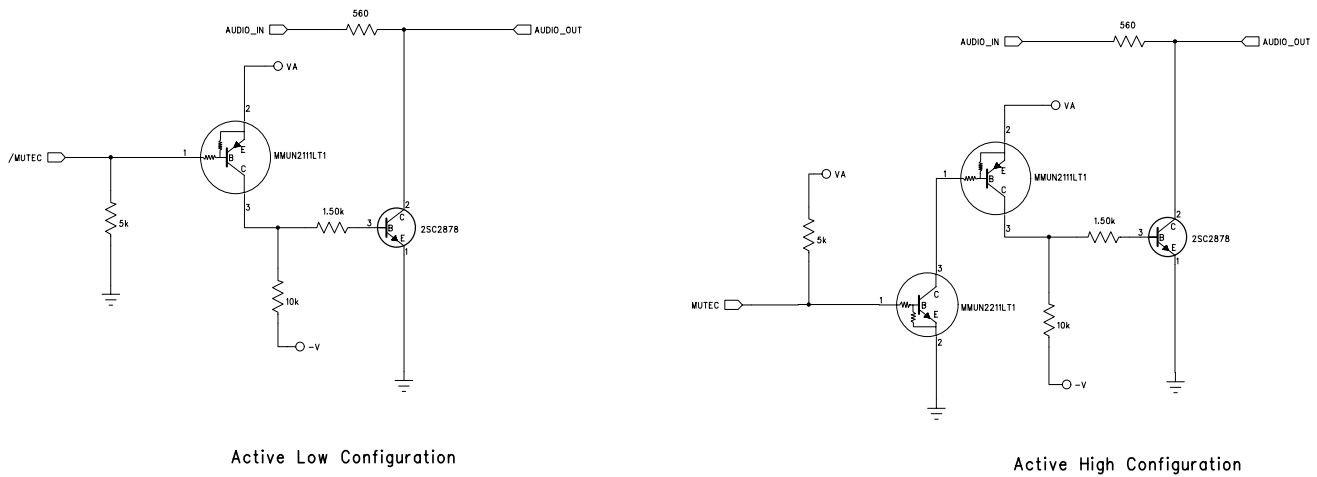 560
AUDIO_IN
AUDIO_OUT
VA
2
E
B
C
1
MMUN2111LT1
/MUTEC
3
5k
1.50k
3
2
C
B
E
1
2SC2878
10k
-V
Active Low Configuration
560
AUDIO_IN
AUDIO_OUT
VA
2
E
B
C
1
MMUN2111LT1
3
VA
5k
1.50k
3
2
C
B
E
1
2SC2878
MUTEC
1
3
C
B
E
2
MMUN2211LT1
10k
-V
Active High Configuration